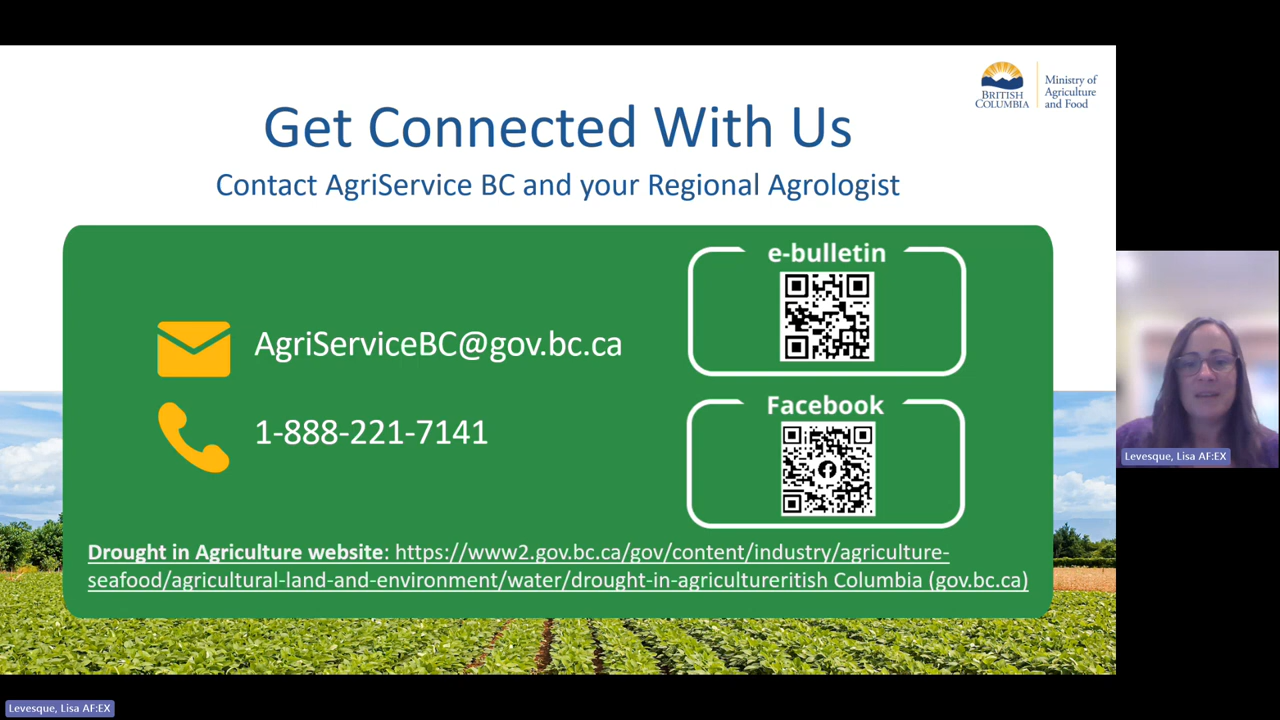 BRITISH
COLUMBIA
Ministry of
Agriculture
and Food
Get Connected With Us
Contact AgriService BC and your Regional Agrologist
AgriServiceBC@gov.bc.ca
1-888-221-7141
e-bulletin
Facebook
Drought in Agriculture website: https://www2.gov.bc.ca/gov/content/industry/agriculture-
seafood/agricultural-land-and-environment/water/drought-in-agricultureritish Columbia (gov.bc.ca)
Levesque, Lisa AF:EX
Levesque, Lisa AF:EX